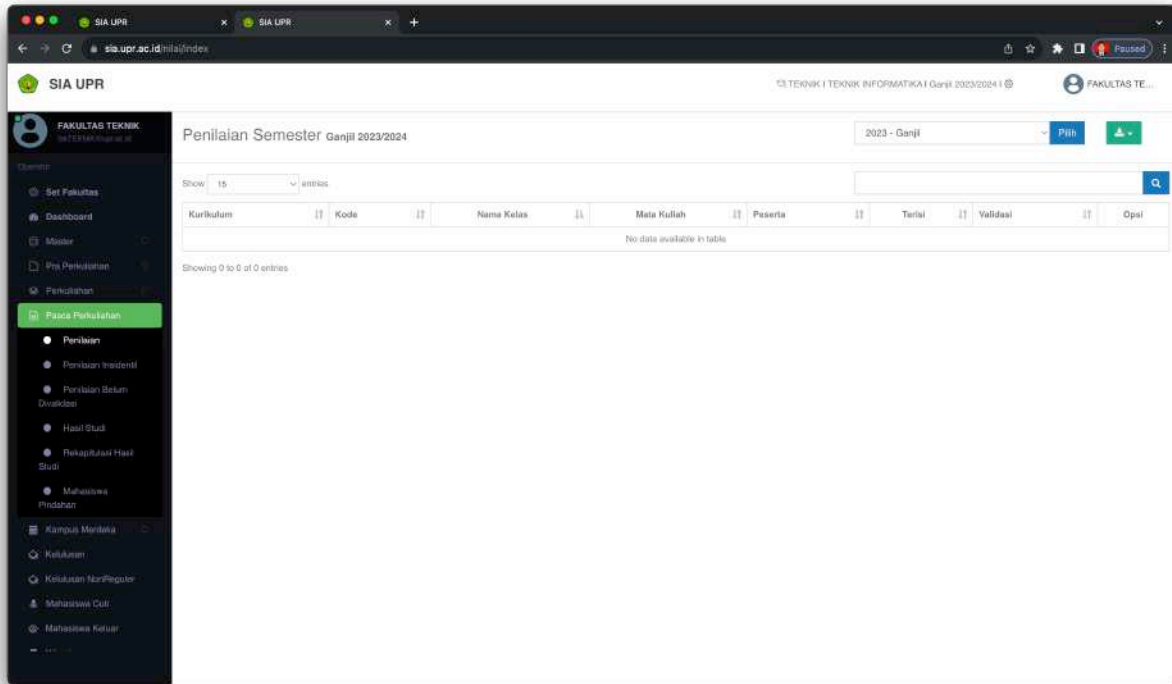 SIA UPR
SIA UPR
sia.upr.ac.id/nilai/index
Paused
SIA UPR
TEKNIK | TEKNIK INFORMATIKA | Ganjil 2023/2024 |
FAKULTAS TE...
FAKULTAS TEKNIK
Operator
Set Fakultas
Dashboard
Master
Pra Perkuliahan
Perkuliahan
Pasca Perkuliahan
Penilaian
Penilaian Insidentil
Penilaian Belum
Divalidasi
Hasil Studi
Rekapitulasi Hasil
Studi
Mahasiswa
Pindahan
Kampus Merdeka
Kelulusan
Kelulusan NonReguler
Mahasiswa Cuti
Mahasiswa Keluar
Penilaian Semester Ganjil 2023/2024
2023 - Ganjil
Pilih
Show 15 entries
Kurikulum Kode Nama Kelas Mata Kuliah Peserta Terisi Validasi Opsi
No data available in table
Showing 0 to 0 of 0 entries